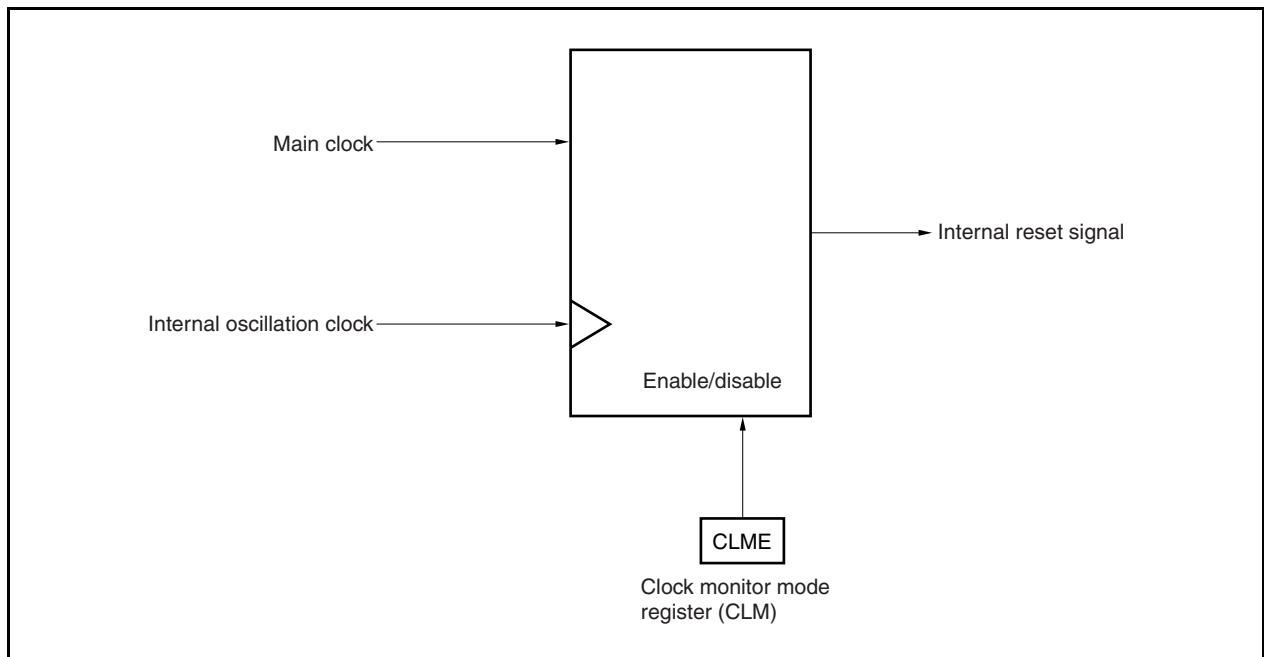 Main clock
Internal reset signal
Internal oscillation clock
Enable/disable
CLME
Clock monitor mode
register (CLM)